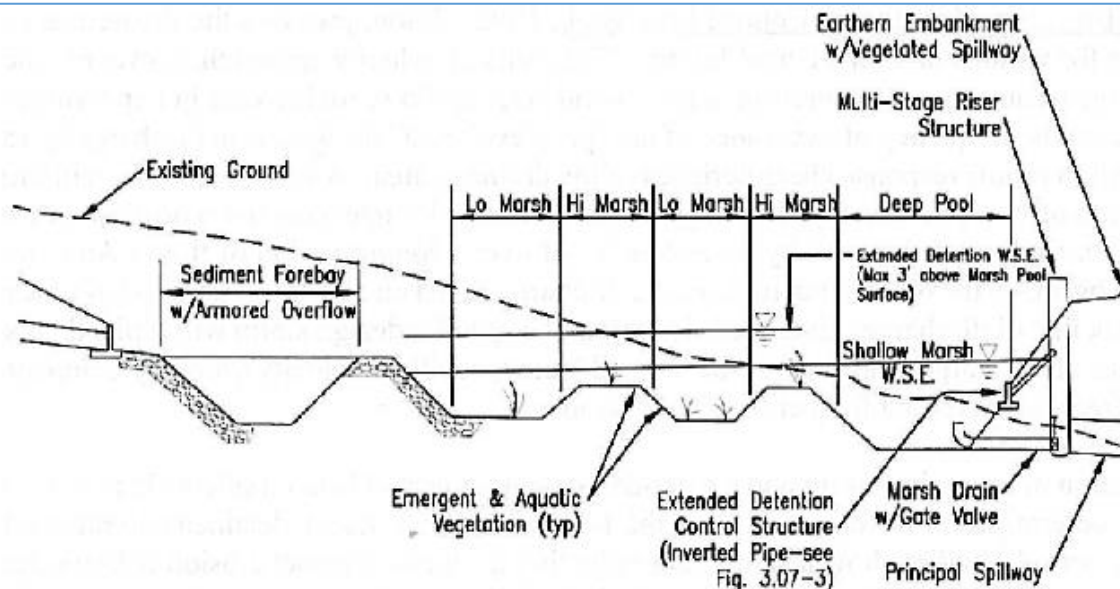 Earthern Embankment
w/Vegetated Spillway
Multi-Stage Riser
Structure
Existing Ground
Lo Marsh
Hi Marsh
Lo Marsh
Hi Marsh
Deep Pool
Sediment Forebay
w/Armored Overflow
Extended Detention W.S.E.
(Max 3' above Marsh Pool
Surface)
Shallow Marsh
W.S.E.
Emergent & Aquatic
Vegetation (typ)
Extended Detention
Control Structure
(Inverted Pipe-see
Fig. 3.07-3)
Marsh Drain
w/Gate Valve
Principal Spillway